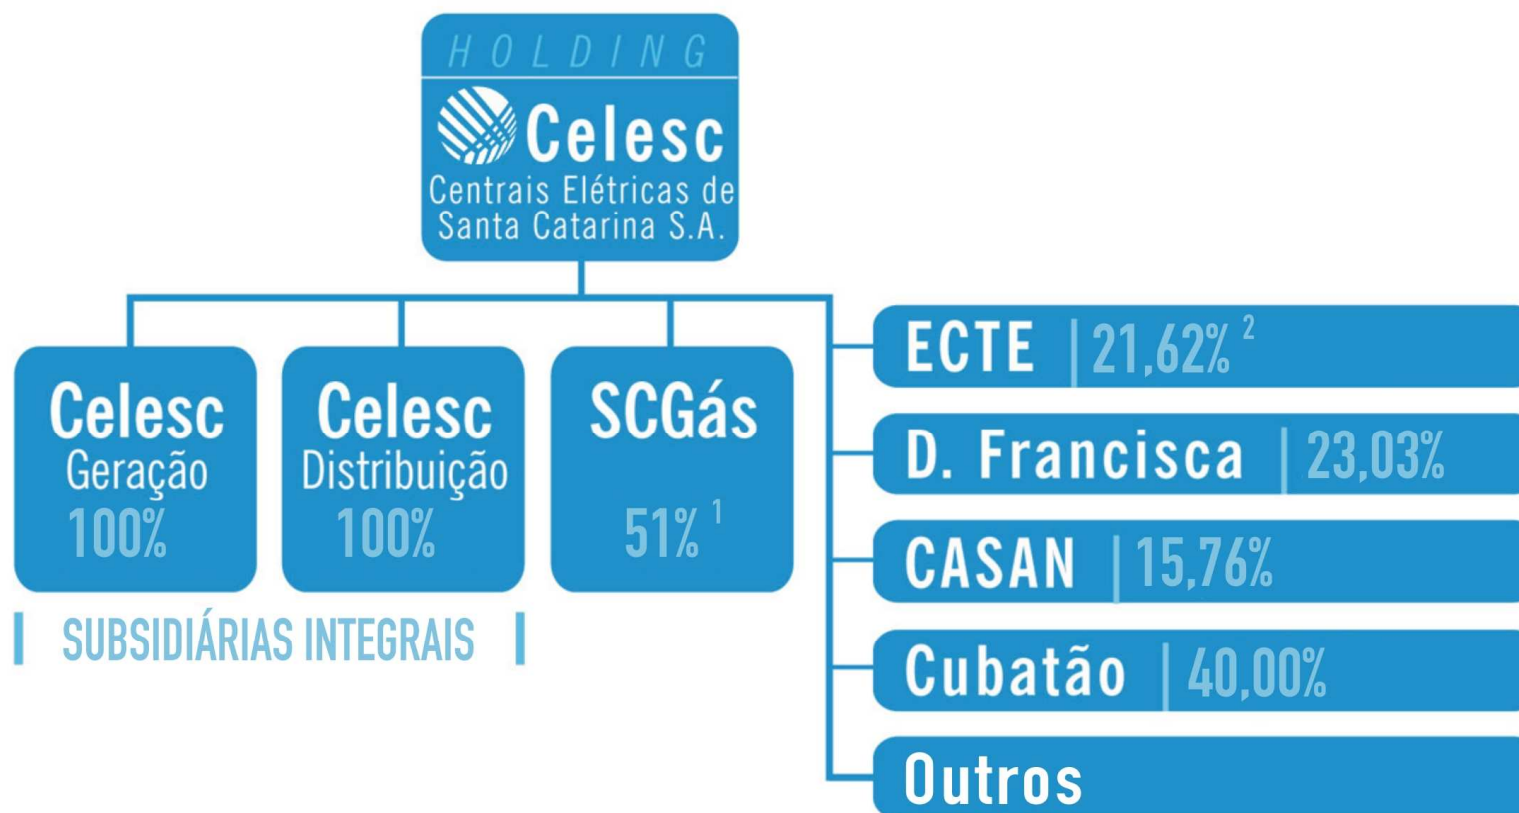 HOLDING
Celesc
Centrais Elétricas de
Santa Catarina S.A.
Celesc
Geração
100%
Celesc
Distribuição
100%
SCGás
51% 1
SUBSIDIÁRIAS INTEGRAIS
ECTE | 21,62% 2
D. Francisca | 23,03%
CASAN | 15,76%
Cubatão | 40,00%
Outros